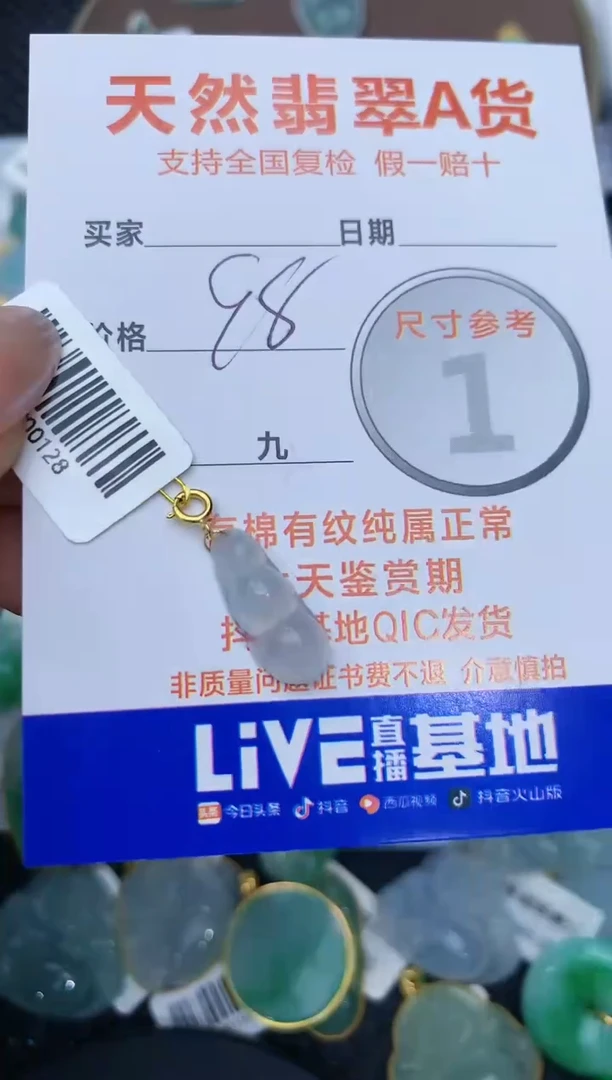 天然翡翠A货
支持全国复检 假一赔十
买家 日期
价格 98
尺寸参考
1
00128
九
棉有纹纯属正常
天鉴赏期
抖 基地QIC发货
非质量问题证书费不退 介意慎拍
LiVE直播基地
头条 今日头条 抖音 西瓜视频 抖音火山版